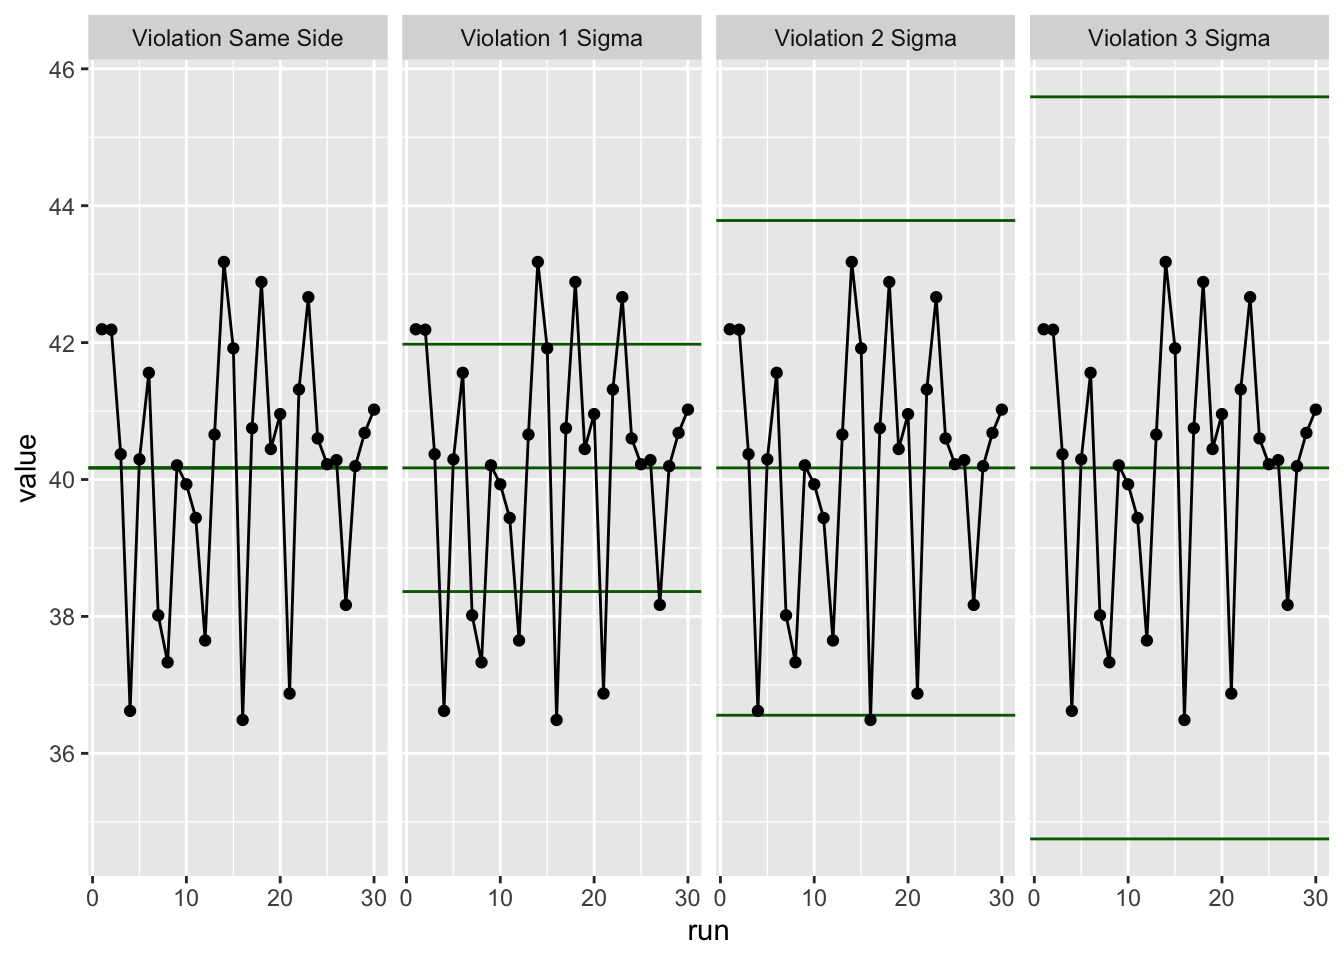 Violation Same Side
Violation 1 Sigma
Violation 2 Sigma
Violation 3 Sigma
46
44
42
40
38
36
value
0 10 20 30
0 10 20 30
0 10 20 30
0 10 20 30
run